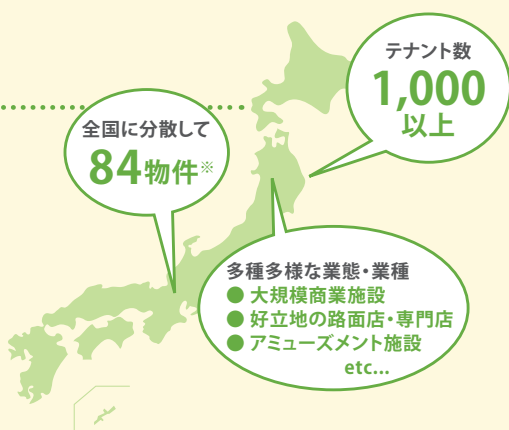 テナント数
1,000
以上
全国に分散して
84物件※
多種多様な業態・業種
● 大規模商業施設
● 好立地の路面店・専門店
● アミューズメント施設
etc...